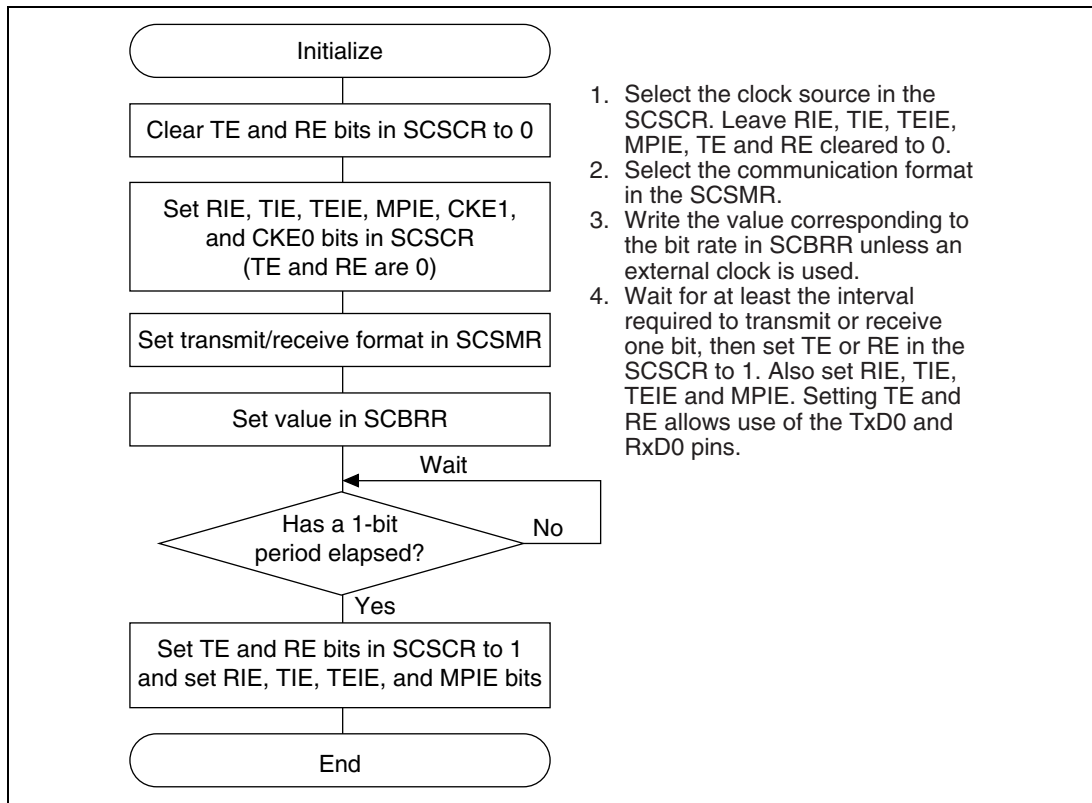 Initialize
Clear TE and RE bits in SCSCR to 0
Set RIE, TIE, TEIE, MPIE, CKE1,
and CKE0 bits in SCSCR
(TE and RE are 0)
Set transmit/receive format in SCSMR
Set value in SCBRR
Wait
Has a 1-bit
period elapsed?
No
Yes
Set TE and RE bits in SCSCR to 1
and set RIE, TIE, TEIE, and MPIE bits
End
1. Select the clock source in the
SCSCR. Leave RIE, TIE, TEIE,
MPIE, TE and RE cleared to 0.
2. Select the communication format
in the SCSMR.
3. Write the value corresponding to
the bit rate in SCBRR unless an
external clock is used.
4. Wait for at least the interval
required to transmit or receive
one bit, then set TE or RE in the
SCSCR to 1. Also set RIE, TIE,
TEIE and MPIE. Setting TE and
RE allows use of the TxD0 and
RxD0 pins.